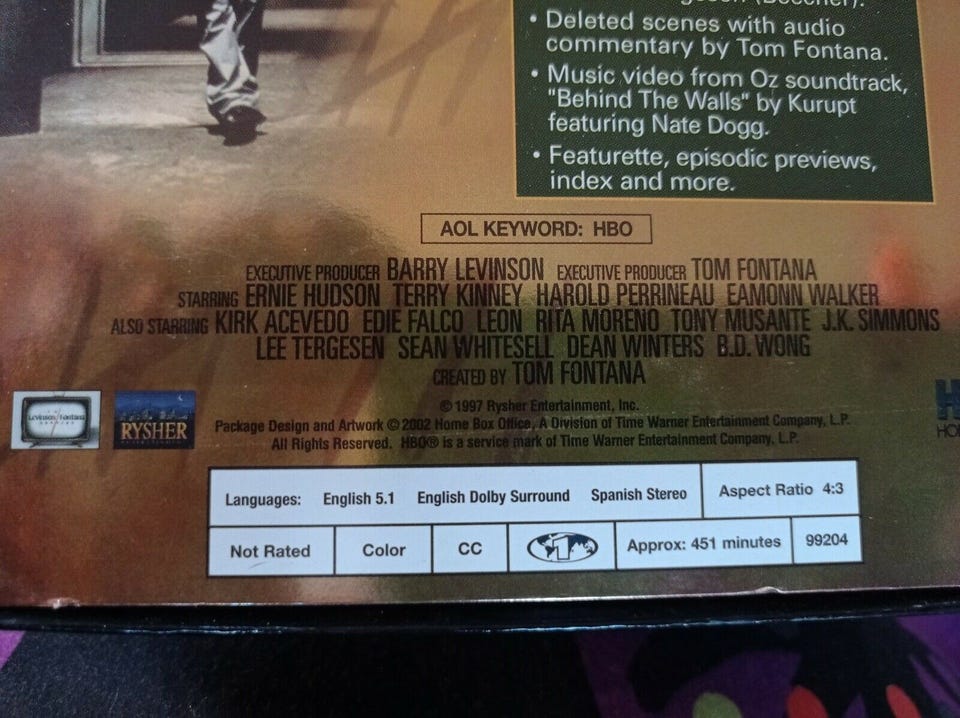 (Beecher).
• Deleted scenes with audio
commentary by Tom Fontana.
• Music video from Oz soundtrack,
"Behind The Walls" by Kurupt
featuring Nate Dogg.
• Featurette, episodic previews,
index and more.
AOL KEYWORD: HBO
EXECUTIVE PRODUCER BARRY LEVINSON EXECUTIVE PRODUCER TOM FONTANA
STARRING ERNIE HUDSON TERRY KINNEY HAROLD PERRINEAU EAMONN WALKER
ALSO STARRING KIRK ACEVEDO EDIE FALCO LEON RITA MORENO TONY MUSANTE J.K. SIMMONS
LEE TERGESEN SEAN WHITESELL DEAN WINTERS B.D. WONG
CREATED BY TOM FONTANA
Levinson/Fontana
RYSHER
© 1997 Rysher Entertainment, Inc.
Package Design and Artwork © 2002 Home Box Office, A Division of Time Warner Entertainment Company, L.P.
All Rights Reserved. HBO® is a service mark of Time Warner Entertainment Company, L.P.
Languages: English 5.1 English Dolby Surround Spanish Stereo Aspect Ratio 4:3
Not Rated Color CC 1 Approx: 451 minutes 99204